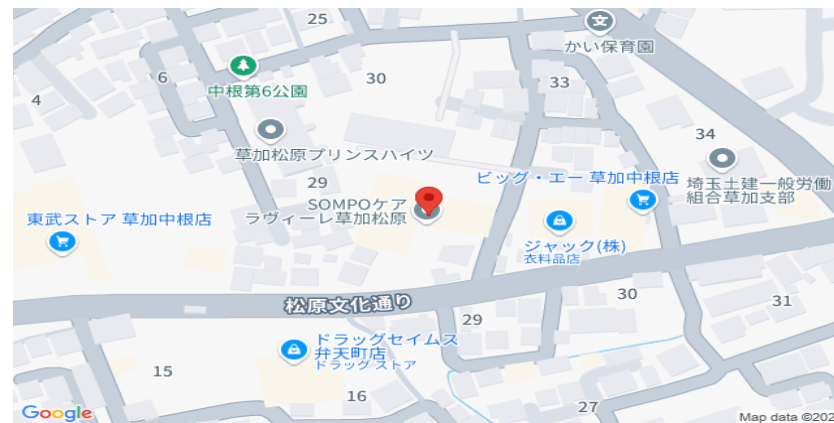 25
かい保育園
6
中根第6公園
30
33
4
草加松原プリンスハイツ
34
29
SOMPOケア
ラヴィーレ草加松原
ビッグ・エー 草加中根店
埼玉土建一般労働
組合草加支部
東武ストア 草加中根店
ジャック(株)
衣料品店
松原文化通り
30
31
29
ドラッグセイムス
弁天町店
ドラッグ ストア
15
16
27
Google
Map data ©202